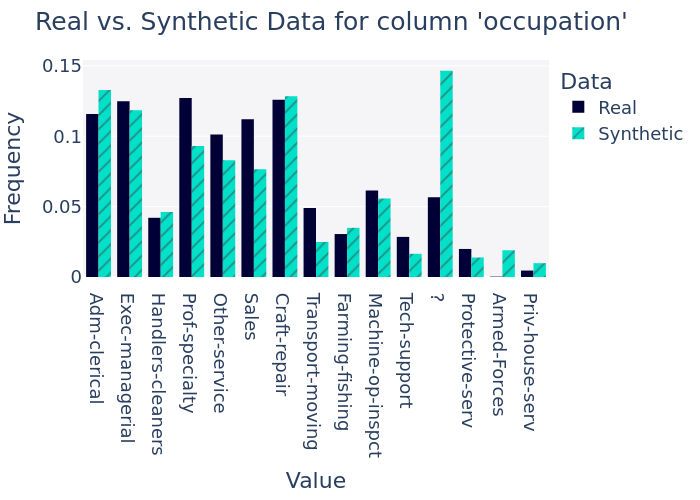 Real vs. Synthetic Data for column 'occupation'
0.15
0.1
0.05
0
Frequency
Data
Real
Synthetic
Adm-clerical
Exec-managerial
Handlers-cleaners
Prof-specialty
Other-service
Sales
Craft-repair
Transport-moving
Farming-fishing
Machine-op-inspct
Tech-support
?
Protective-serv
Armed-Forces
Priv-house-serv
Value